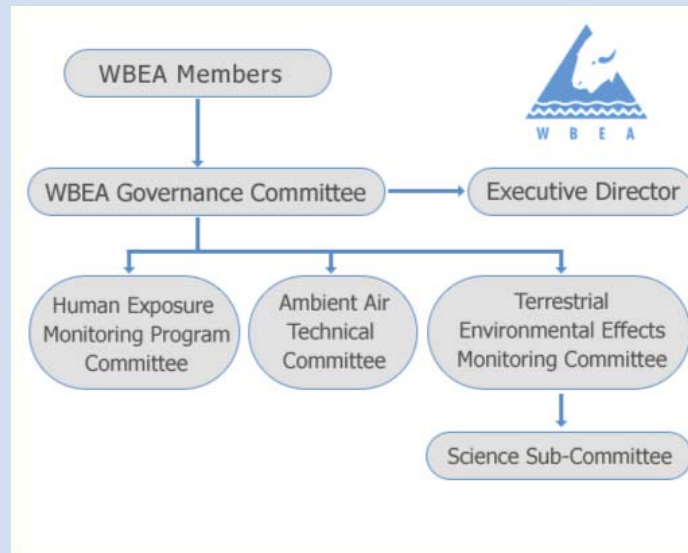 WBEA Members
W B E A
WBEA Governance Committee
Executive Director
Human Exposure
Monitoring Program
Committee
Ambient Air
Technical
Committee
Terrestrial
Environmental Effects
Monitoring Committee
Science Sub-Committee